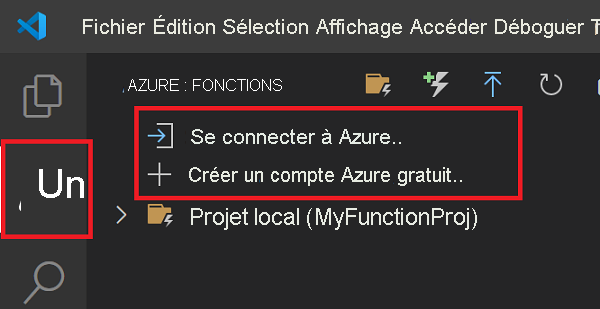 Fichier Édition Sélection Affichage Accéder Déboguer T
AZURE : FONCTIONS
Un
Se connecter à Azure..
Créer un compte Azure gratuit..
Projet local (MyFunctionProj)